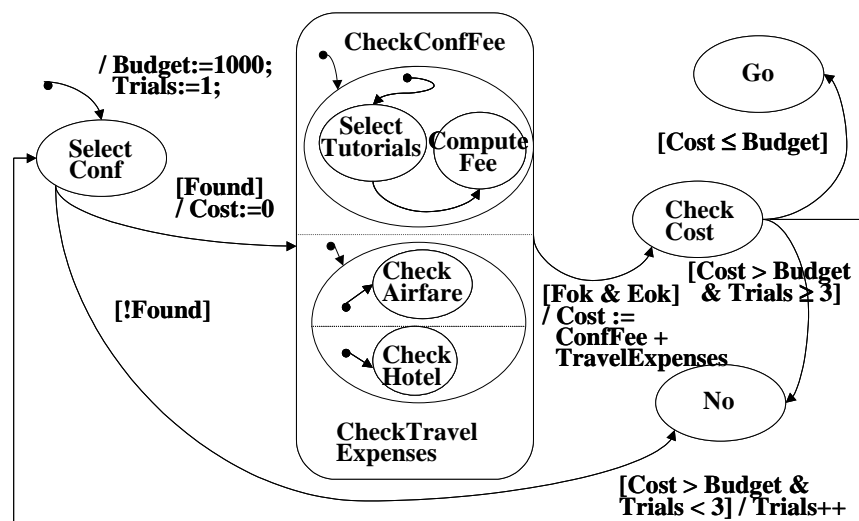 CheckConfFee
/ Budget:=1000;
Trials:=1;
Go
Select
Tutorials
Compute
Fee
Select
Conf
[Cost ≤ Budget]
[Found]
/ Cost:=0
Check
Cost
Check
Airfare
[Cost > Budget
& Trials ≥ 3]
[!Found]
[Fok & Eok]
/ Cost :=
ConfFee +
TravelExpenses
Check
Hotel
No
CheckTravel
Expenses
[Cost > Budget &
Trials < 3] / Trials++